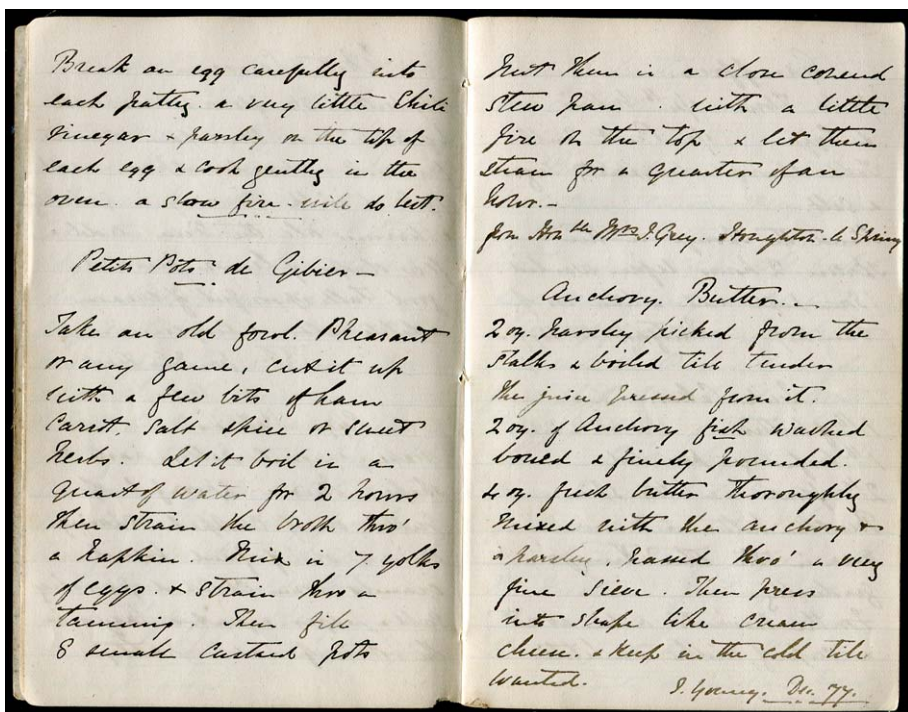 Break an egg carefully into
each patty. a very little Chili
vinegar & parsley on the top of
each egg & cook gently in the
oven. a slow fire will do best.
Petits Pots de Gibier -
Take an old fowl. Pheasant
or any game, cut it up
with a few bits of ham
Carrot. Salt spice or sweet
herbs. Let it boil in a
quart of water for 2 hours
then strain the broth thro'
a napkin. Mix in 7 yolks
of eggs. & strain thro a
tammy. Then fill
8 small custard pots
Put them in a close covered
stew pan. with a little
fire on the top & let them
steam for a quarter of an
hour. -
from Honble Mrs F. Grey. Houghton-le Spring
Anchovy. Butter. -
2 oz. parsley picked from the
stalks & boiled till tender
the juice pressed from it.
2 oz. of Anchovy fish washed
boned & finely pounded.
4 oz. fresh butter thoroughly
mixed with the anchovy &
parsley, passed thro' a very
fine sieve. Then press
into shape like cream
cheese. & keep in the cold till
wanted.
Young. Dec. 77.